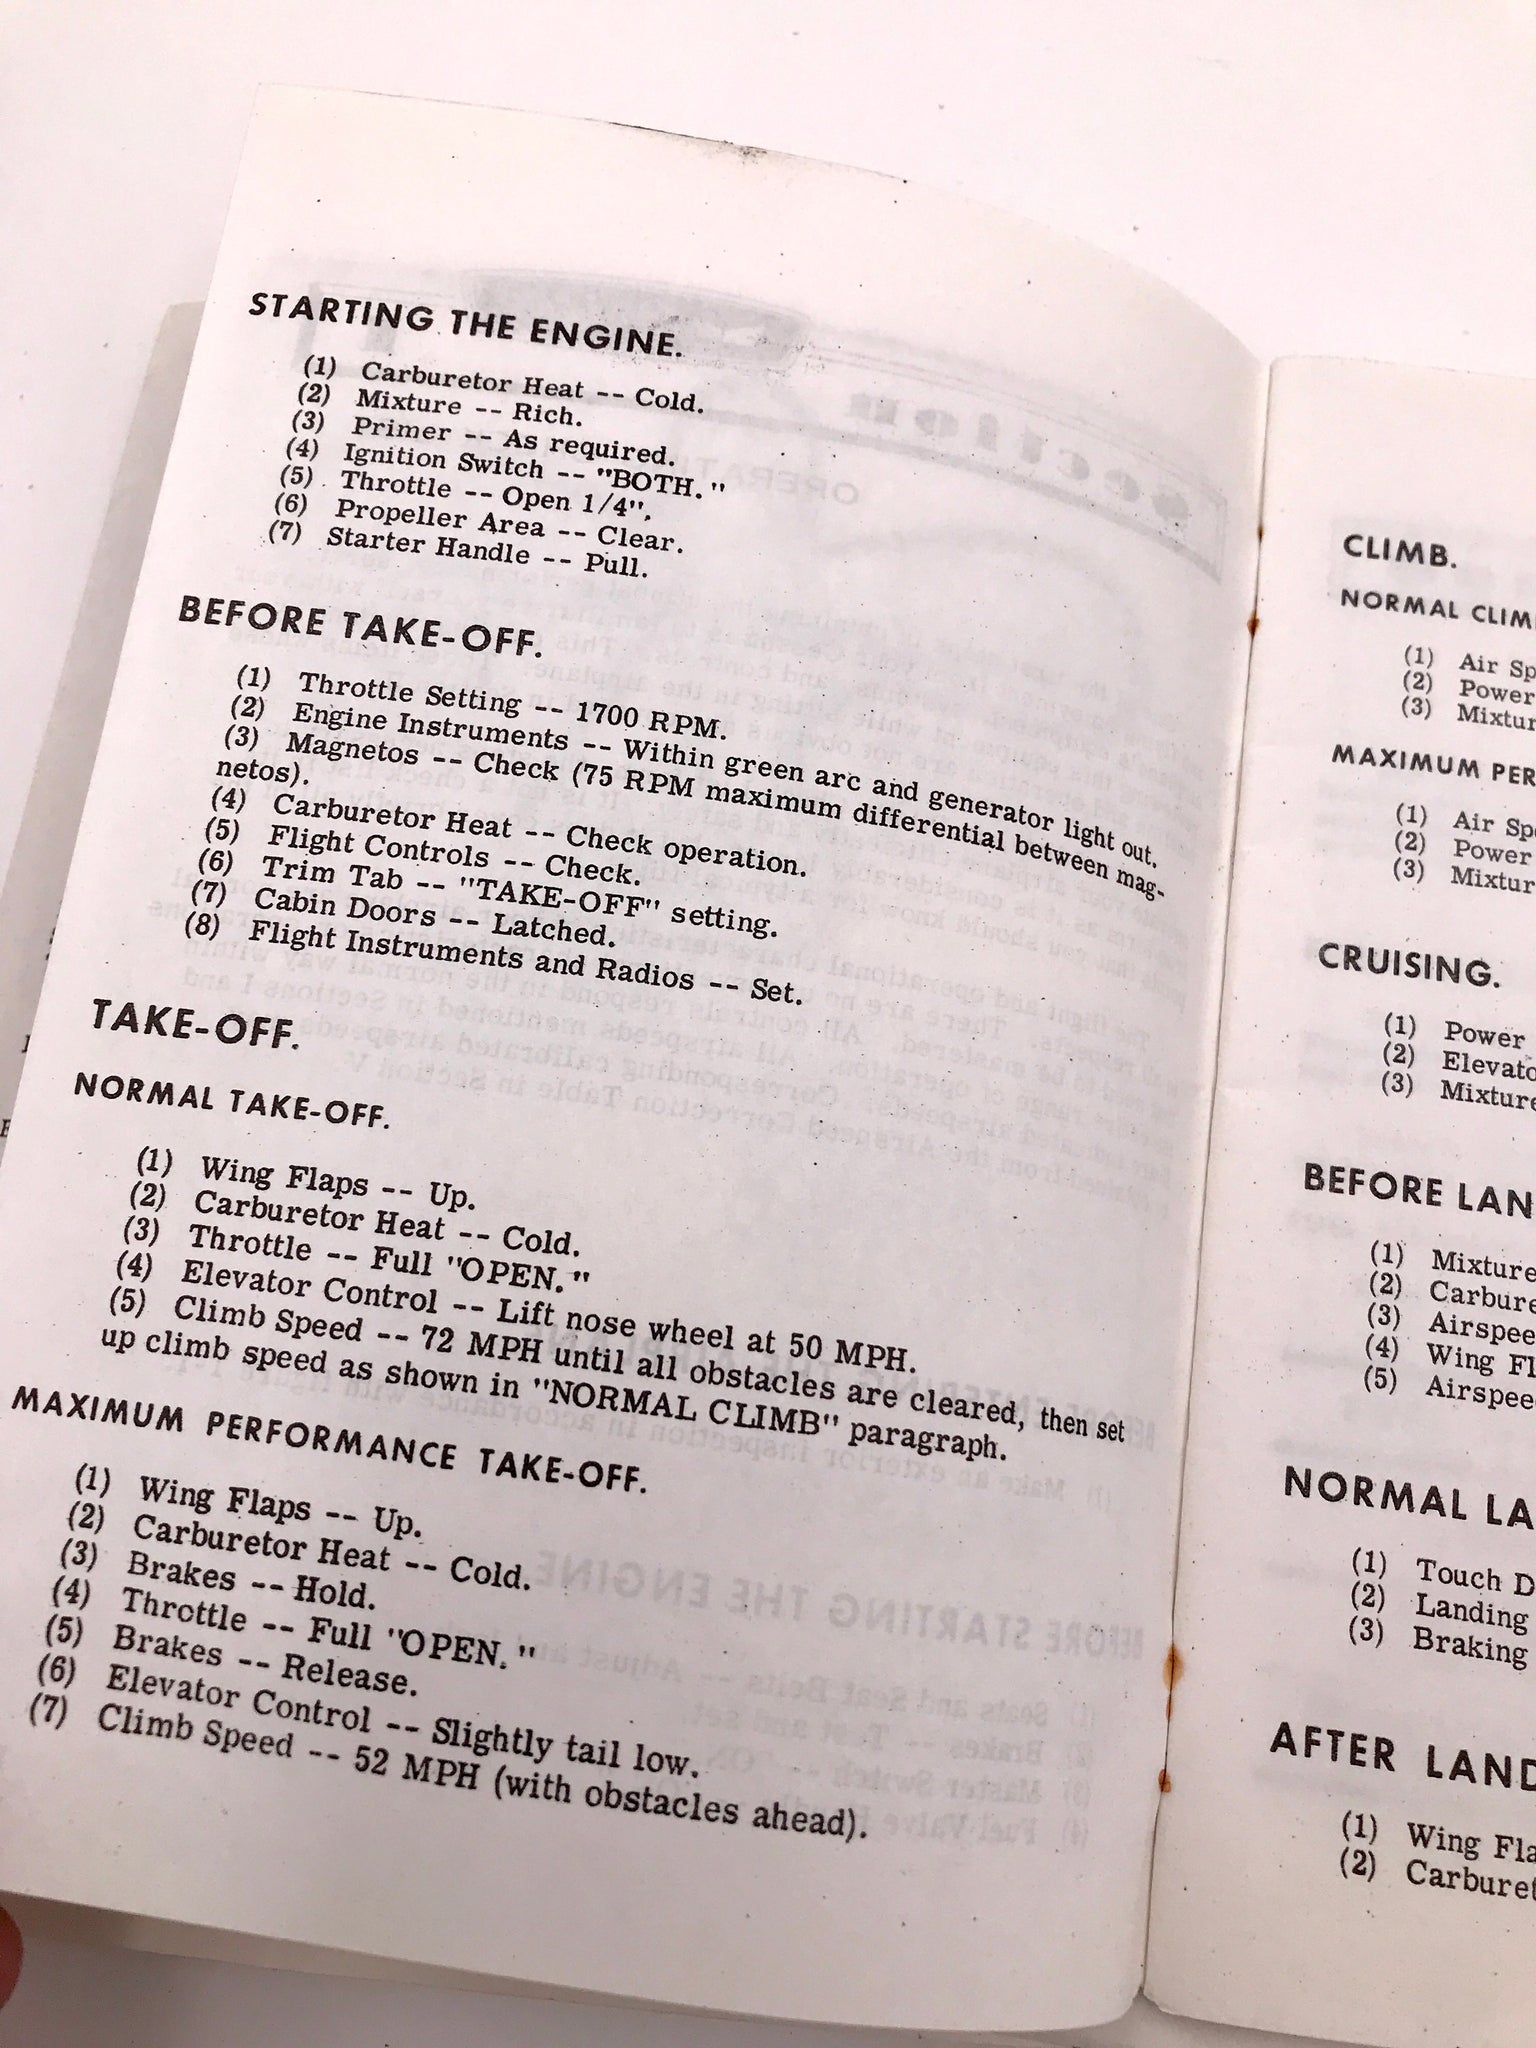 STARTING THE ENGINE.
(1) Carburetor Heat -- Cold.
(2) Mixture -- Rich.
(3) Primer -- As required.
(4) Ignition Switch -- "BOTH."
(5) Throttle -- Open 1/4".
(6) Propeller Area -- Clear.
(7) Starter Handle -- Pull.
BEFORE TAKE-OFF.
(1) Throttle Setting -- 1700 RPM.
(2) Engine Instruments -- Within green arc and generator light out.
(3) Magnetos -- Check (75 RPM maximum differential between mag-
netos).
(4) Carburetor Heat -- Check operation.
(5) Flight Controls -- Check.
(6) Trim Tab -- "TAKE-OFF" setting.
(7) Cabin Doors -- Latched.
(8) Flight Instruments and Radios -- Set.
TAKE-OFF.
NORMAL TAKE-OFF.
(1) Wing Flaps -- Up.
(2) Carburetor Heat -- Cold.
(3) Throttle -- Full "OPEN."
(4) Elevator Control -- Lift nose wheel at 50 MPH.
(5) Climb Speed -- 72 MPH until all obstacles are cleared, then set
up climb speed as shown in "NORMAL CLIMB" paragraph.
MAXIMUM PERFORMANCE TAKE-OFF.
(1) Wing Flaps -- Up.
(2) Carburetor Heat -- Cold.
(3) Brakes -- Hold.
(4) Throttle -- Full "OPEN."
(5) Brakes -- Release.
(6) Elevator Control -- Slightly tail low.
(7) Climb Speed -- 52 MPH (with obstacles ahead).
CLIMB.
NORMAL CLIM
(1) Air Sp
(2) Power
(3) Mixtur
MAXIMUM PER
(1) Air Spe
(2) Power
(3) Mixtur
CRUISING.
(1) Power
(2) Elevato
(3) Mixture
BEFORE LAN
(1) Mixture
(2) Carbure
(3) Airspee
(4) Wing Fl
(5) Airspee
NORMAL LA
(1) Touch D
(2) Landing
(3) Braking
AFTER LAND
(1) Wing Fla
(2) Carburet